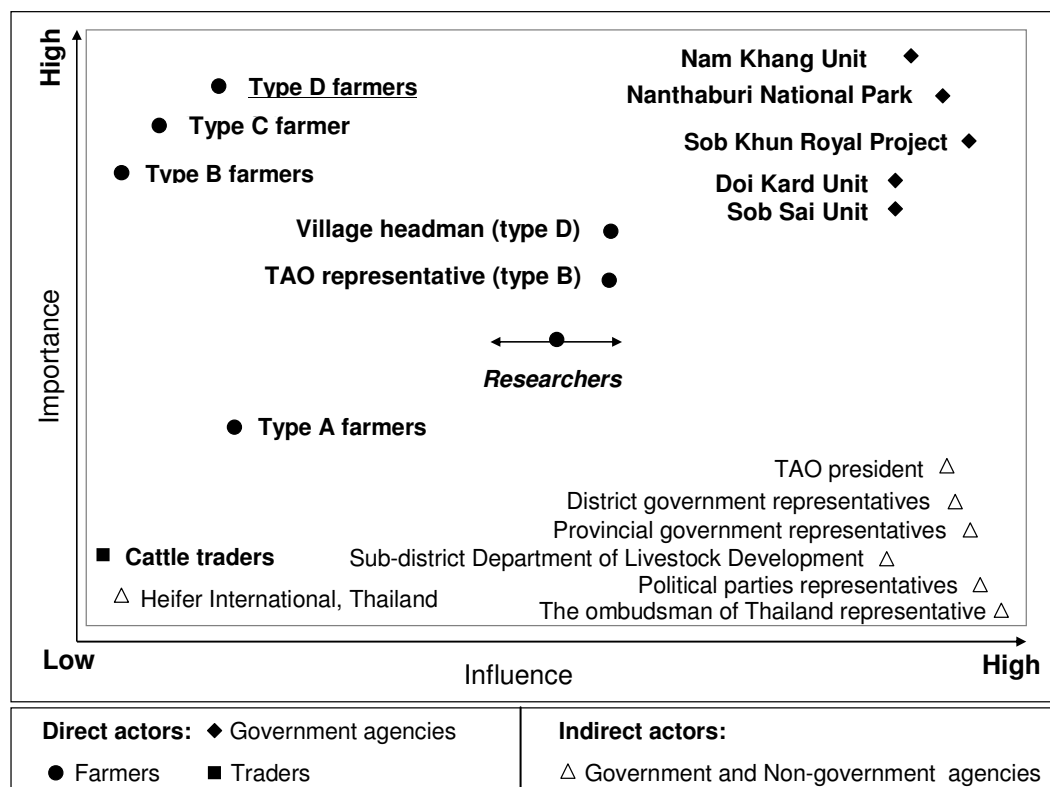 High
Nam Khang Unit
Type D farmers
Nanthaburi National Park
Type C farmer
Sob Khun Royal Project
Type B farmers
Doi Kard Unit
Sob Sai Unit
Village headman (type D)
TAO representative (type B)
Importance
Researchers
Type A farmers
TAO president
District government representatives
Provincial government representatives
Cattle traders
Sub-district Department of Livestock Development
Political parties representatives
Heifer International, Thailand
The ombudsman of Thailand representative
Low
Influence
High
Direct actors: Government agencies
Farmers Traders
Indirect actors:
Government and Non-government agencies